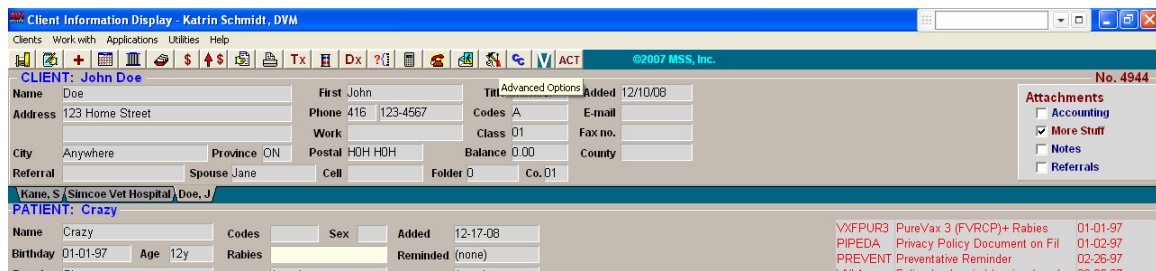 Client Information Display - Katrin Schmidt, DVM
Clients Work with Applications Utilities Help
$ $ Tx Dx ?{} CC V ACT ©2007 MSS, Inc.
CLIENT: John Doe No. 4944
Name Doe First John Added 12/10/08
Advanced Options
Attachments
Address 123 Home Street Phone 416 123-4567 Codes A E-mail Accounting
Work Class 01 Fax no. More Stuff
City Anywhere Province ON Postal H0H H0H Balance 0.00 County Notes
Referral Spouse Jane Cell Folder 0 Co. 01 Referrals
Kane, S Simcoe Vet Hospital Doe, J
PATIENT: Crazy
Name Crazy Codes Sex Added 12-17-08 VXFPUR3 PureVax 3 (FVRCP)+ Rabies 01-01-97
PIPEDA Privacy Policy Document on Fil 01-02-97
Birthday 01-01-97 Age 12y Rabies Reminded (none) PREVENT Preventative Reminder 02-26-97